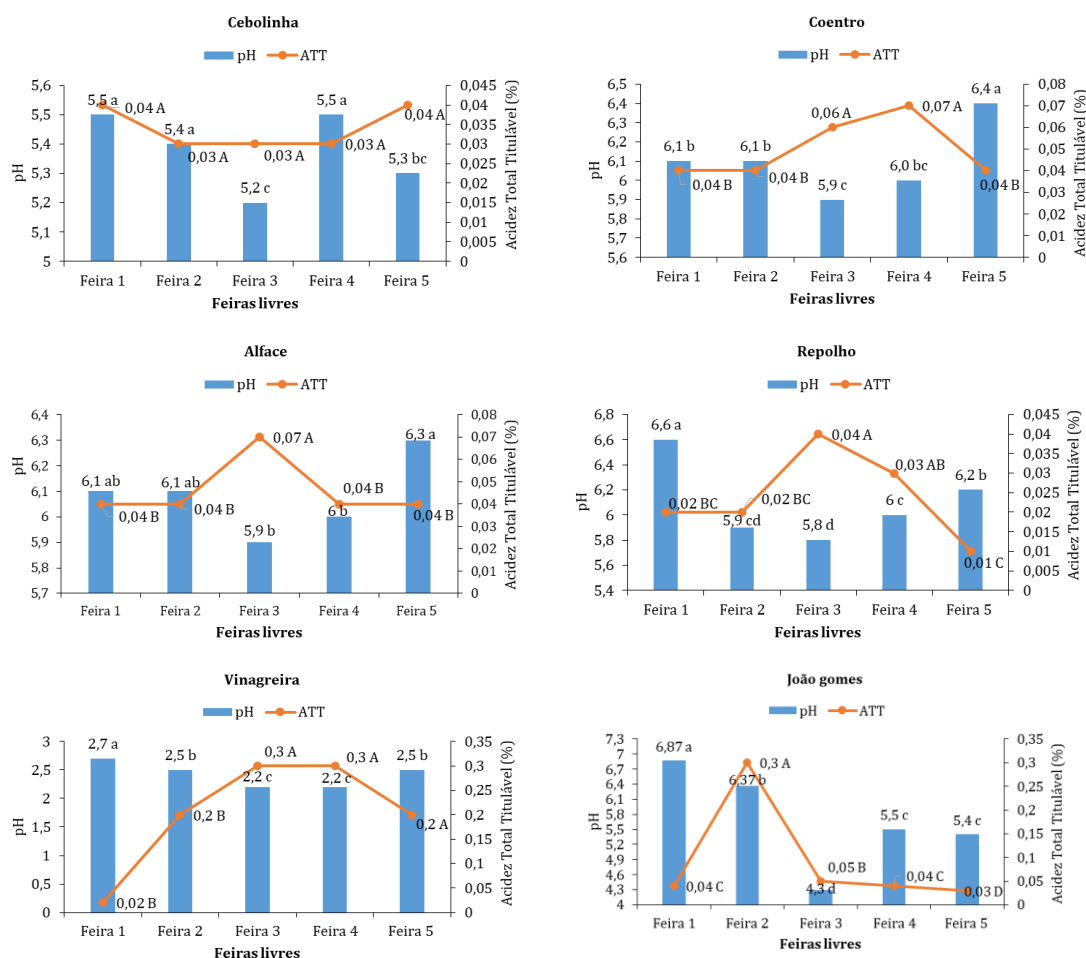 Cebolinha
pH ATT
5,6
5,5
5,4
5,3
5,2
5,1
5
pH
5,5 a
5,4 a
5,2 c
5,5 a
5,3 bc
0,04 A
0,03 A
0,03 A
0,03 A
0,04 A
0,045
0,04
0,035
0,03
0,025
0,02
0,015
0,01
0,005
0
Acidez Total Titulável (%)
Feira 1 Feira 2 Feira 3 Feira 4 Feira 5
Feiras livres
Coentro
pH ATT
6,5
6,4
6,3
6,2
6,1
6
5,9
5,8
5,7
5,6
pH
6,1 b
6,1 b
5,9 c
6,0 bc
6,4 a
0,04 B
0,04 B
0,06 A
0,07 A
0,04 B
0,08
0,07
0,06
0,05
0,04
0,03
0,02
0,01
0
Acidez Total Titulável (%)
Feira 1 Feira 2 Feira 3 Feira 4 Feira 5
Feiras livres
Alface
pH ATT
6,4
6,3
6,2
6,1
6
5,9
5,8
5,7
pH
6,1 ab
6,1 ab
5,9 b
6 b
6,3 a
0,04 B
0,04 B
0,07 A
0,04 B
0,04 B
0,08
0,07
0,06
0,05
0,04
0,03
0,02
0,01
0
Acidez Total Titulável (%)
Feira 1 Feira 2 Feira 3 Feira 4 Feira 5
Feiras livres
Repolho
pH ATT
6,8
6,6
6,4
6,2
6
5,8
5,6
5,4
pH
6,6 a
5,9 cd
5,8 d
6 c
6,2 b
0,02 BC
0,02 BC
0,04 A
0,03 AB
0,01 C
0,045
0,04
0,035
0,03
0,025
0,02
0,015
0,01
0,005
0
Acidez Total Titulável (%)
Feira 1 Feira 2 Feira 3 Feira 4 Feira 5
Feiras livres
Vinagreira
pH ATT
3
2,5
2
1,5
1
0,5
0
pH
2,7 a
2,5 b
2,2 c
2,2 c
2,5 b
0,02 B
0,2 B
0,3 A
0,3 A
0,2 A
0,35
0,3
0,25
0,2
0,15
0,1
0,05
0
Acidez Total Titulável (%)
Feira 1 Feira 2 Feira 3 Feira 4 Feira 5
Feiras livres
João gomes
pH ATT
7,3
7
6,7
6,4
6,1
5,8
5,5
5,2
4,9
4,6
4,3
4
pH
6,87 a
6,37 b
4,3 d
5,5 c
5,4 c
0,04 C
0,3 A
0,05 B
0,04 C
0,03 D
0,35
0,3
0,25
0,2
0,15
0,1
0,05
0
Acidez Total Titulável (%)
Feira 1 Feira 2 Feira 3 Feira 4 Feira 5
Feiras livres